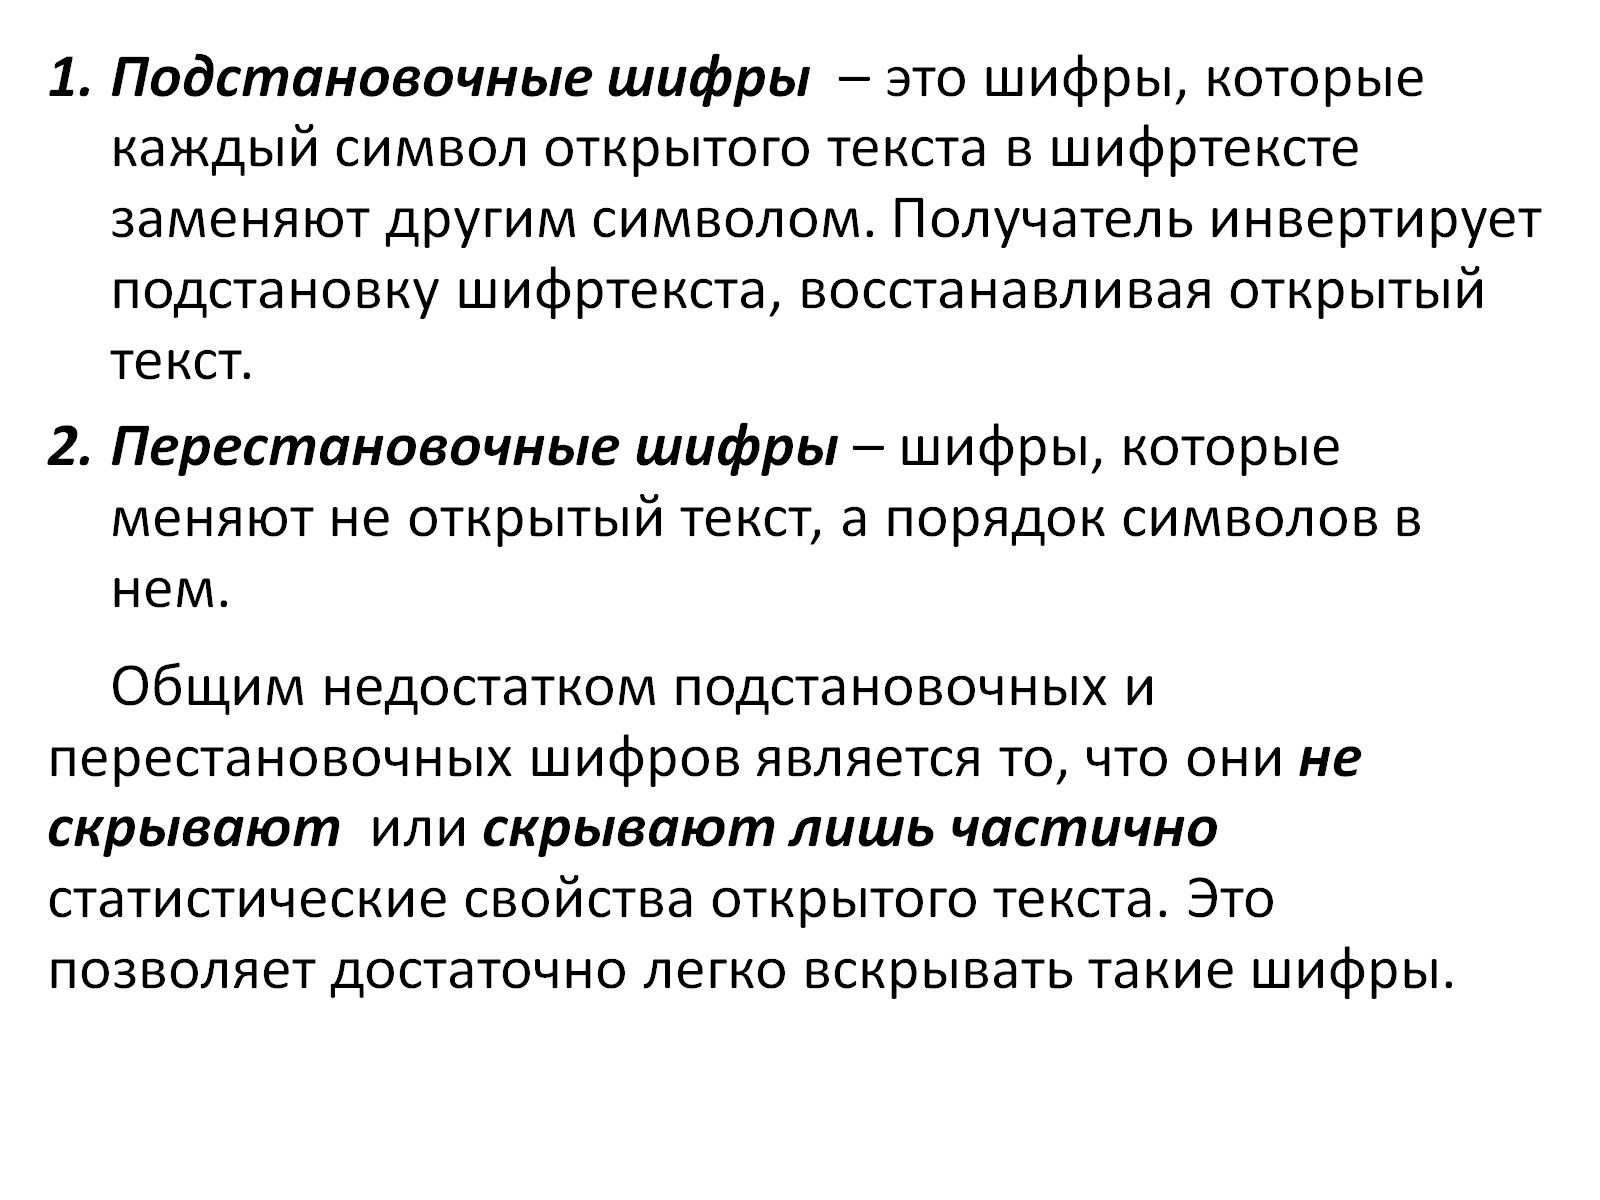 1. Подстановочные шифры – это шифры, которые
каждый символ открытого текста в шифртексте
заменяют другим символом. Получатель инвертирует
подстановку шифртекста, восстанавливая открытый
текст.
2. Перестановочные шифры – шифры, которые
меняют не открытый текст, а порядок символов в
нем.
Общим недостатком подстановочных и
перестановочных шифров является то, что они не
скрывают или скрывают лишь частично
статистические свойства открытого текста. Это
позволяет достаточно легко вскрывать такие шифры.